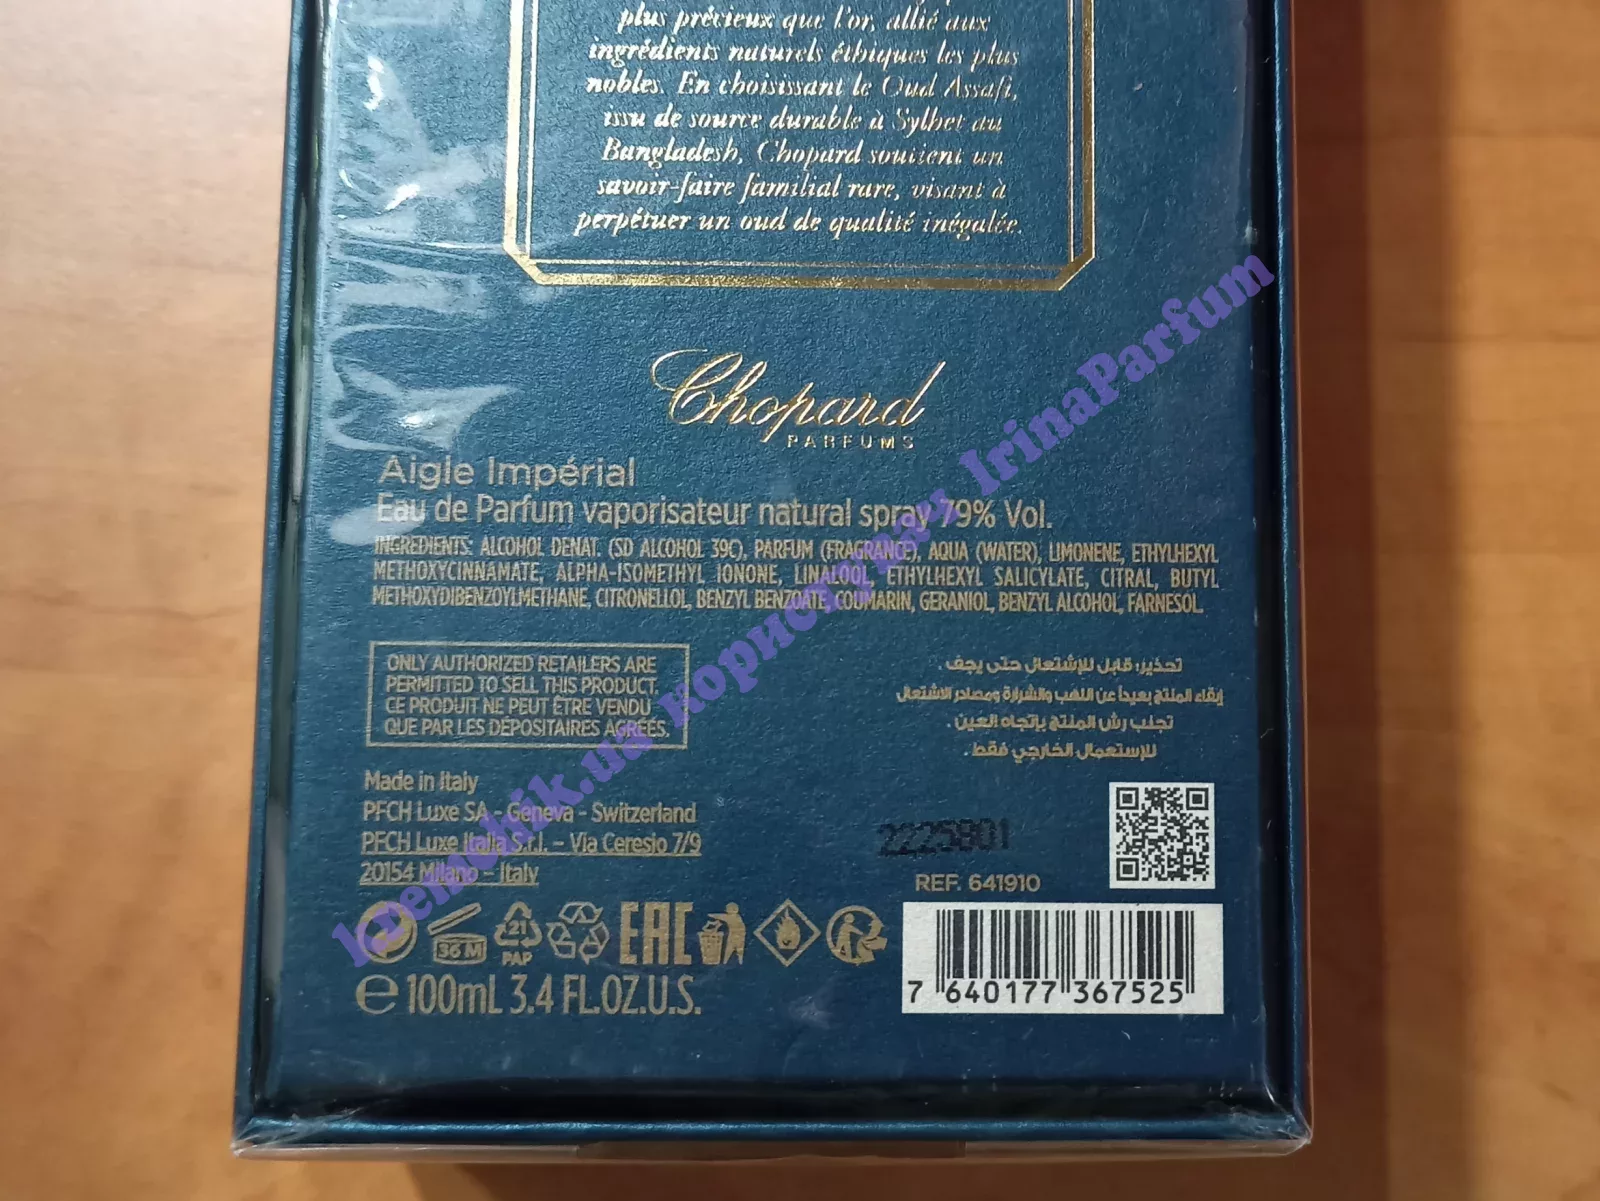 plus précieux que l'or, allié aux
ingrédients naturels éthiques les plus
nobles. En choisissant le Oud Assafi,
issu de source durable à Sylhet au
Bangladesh, Chopard soutient un
savoir-faire familial rare, visant à
perpétuer un oud de qualité inégalée.
Chopard
PARFUMS
Aigle Impérial
Eau de Parfum vaporisateur natural spray 79% Vol.
INGREDIENTS: ALCOHOL DENAT. (SD ALCOHOL 39C), PARFUM (FRAGRANCE), AQUA (WATER), LIMONENE, ETHYLHEXYL
METHOXYCINNAMATE, ALPHA-ISOMETHYL IONONE, LINALOOL, ETHYLHEXYL SALICYLATE, CITRAL, BUTYL
METHOXYDIBENZOYLMETHANE, CITRONELLOL, BENZYL BENZOATE, COUMARIN, GERANIOL, BENZYL ALCOHOL, FARNESOL.
ONLY AUTHORIZED RETAILERS ARE
PERMITTED TO SELL THIS PRODUCT.
CE PRODUIT NE PEUT ÊTRE VENDU
QUE PAR LES DÉPOSITAIRES AGRÉÉS.
تحذير: قابل للإشتعال حتى يجف.
إبقاء المنتج بعيداً عن اللهب والشرارة ومصادر الاشتعال
تجنب رش المنتج بإتجاه العين.
للإستعمال الخارجي فقط.
Made in Italy
PFCH Luxe SA - Geneva - Switzerland
PFCH Luxe Italia S.r.l. – Via Ceresio 7/9
20154 Milano – Italy
2225801
REF. 641910
36 M
21
PAP
EAC
e 100mL 3.4 FL.OZ.U.S.
7 640177 367525
kremchik.ua користувач IrinaParfum